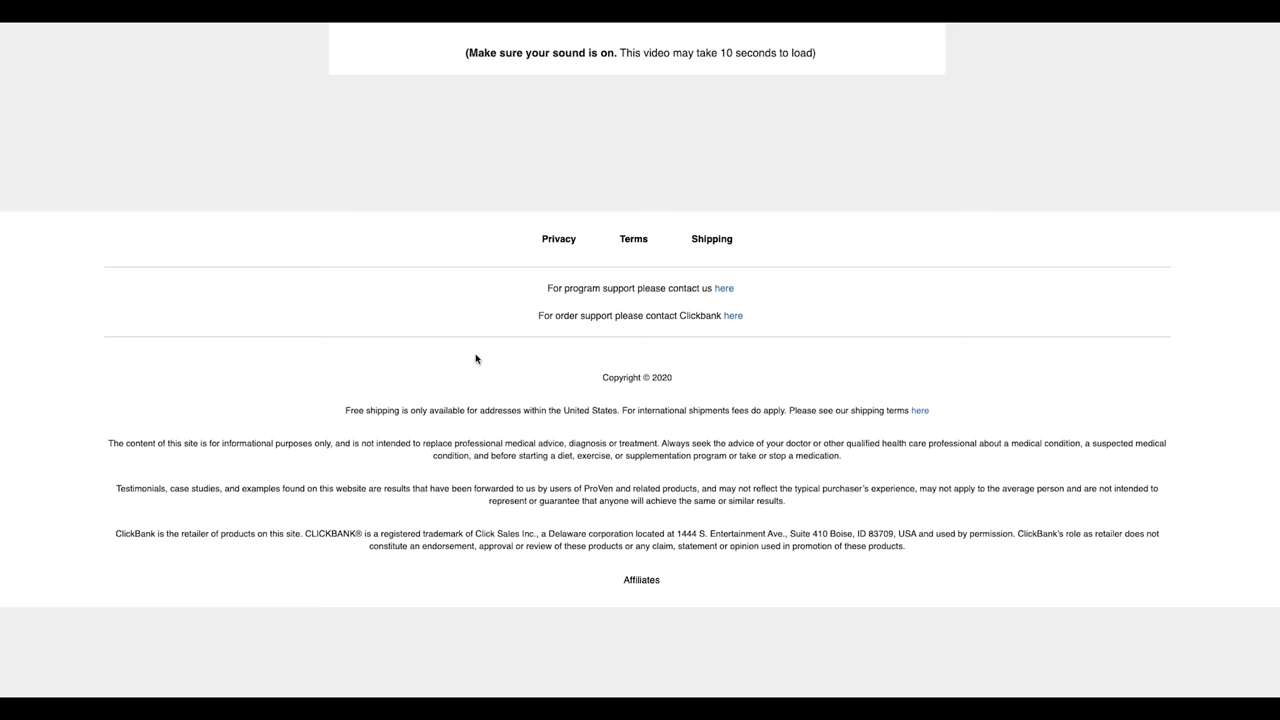 (Make sure your sound is on. This video may take 10 seconds to load)
Privacy Terms Shipping
For program support please contact us here
For order support please contact Clickbank here
Copyright © 2020
Free shipping is only available for addresses within the United States. For international shipments fees do apply. Please see our shipping terms here
The content of this site is for informational purposes only, and is not intended to replace professional medical advice, diagnosis or treatment. Always seek the advice of your doctor or other qualified health care professional about a medical condition, a suspected medical
condition, and before starting a diet, exercise, or supplementation program or take or stop a medication.
Testimonials, case studies, and examples found on this website are results that have been forwarded to us by users of ProVen and related products, and may not reflect the typical purchaser's experience, may not apply to the average person and are not intended to
represent or guarantee that anyone will achieve the same or similar results.
ClickBank is the retailer of products on this site. CLICKBANK® is a registered trademark of Click Sales Inc., a Delaware corporation located at 1444 S. Entertainment Ave., Suite 410 Boise, ID 83709, USA and used by permission. ClickBank's role as retailer does not
constitute an endorsement, approval or review of these products or any claim, statement or opinion used in promotion of these products.
Affiliates